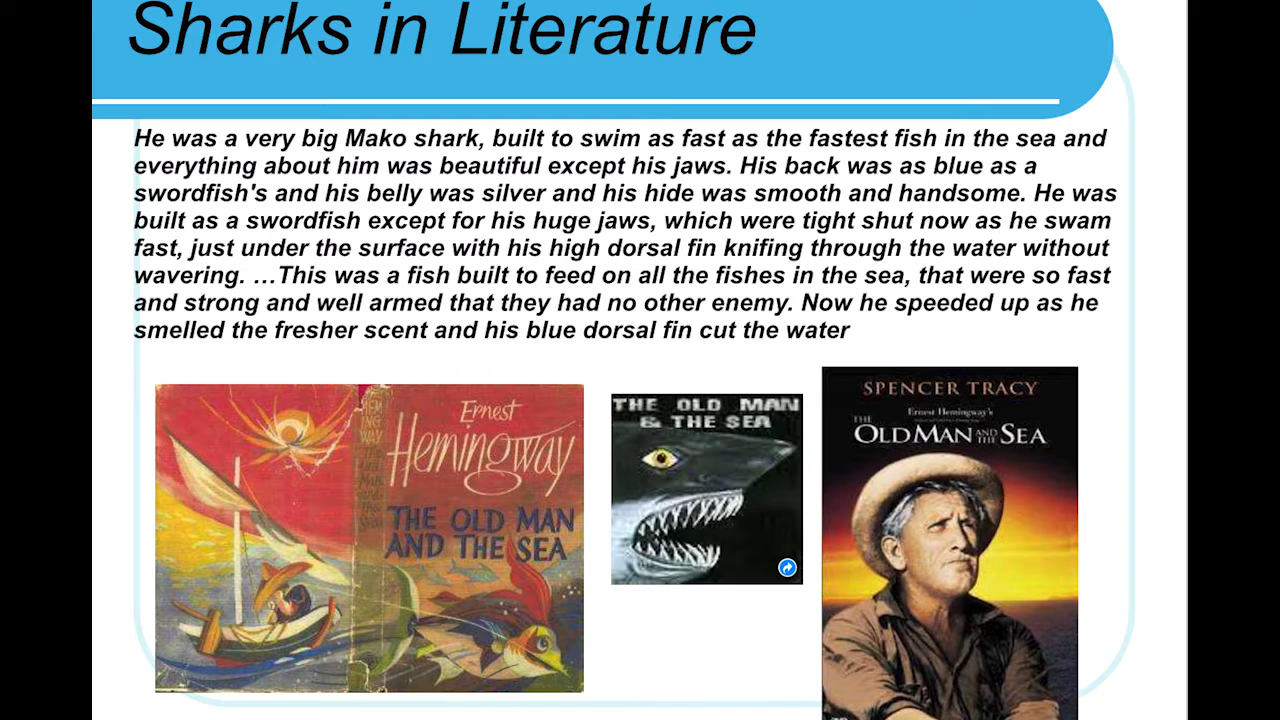 Sharks in Literature
He was a very big Mako shark, built to swim as fast as the fastest fish in the sea and
everything about him was beautiful except his jaws. His back was as blue as a
swordfish's and his belly was silver and his hide was smooth and handsome. He was
built as a swordfish except for his huge jaws, which were tight shut now as he swam
fast, just under the surface with his high dorsal fin knifing through the water without
wavering. …This was a fish built to feed on all the fishes in the sea, that were so fast
and strong and well armed that they had no other enemy. Now he speeded up as he
smelled the fresher scent and his blue dorsal fin cut the water
Ernest
Hemingway
THE OLD MAN
AND THE SEA
THE OLD MAN
& THE SEA
SPENCER TRACY
Ernest Hemingway's
THE
OLD MAN AND THE SEA